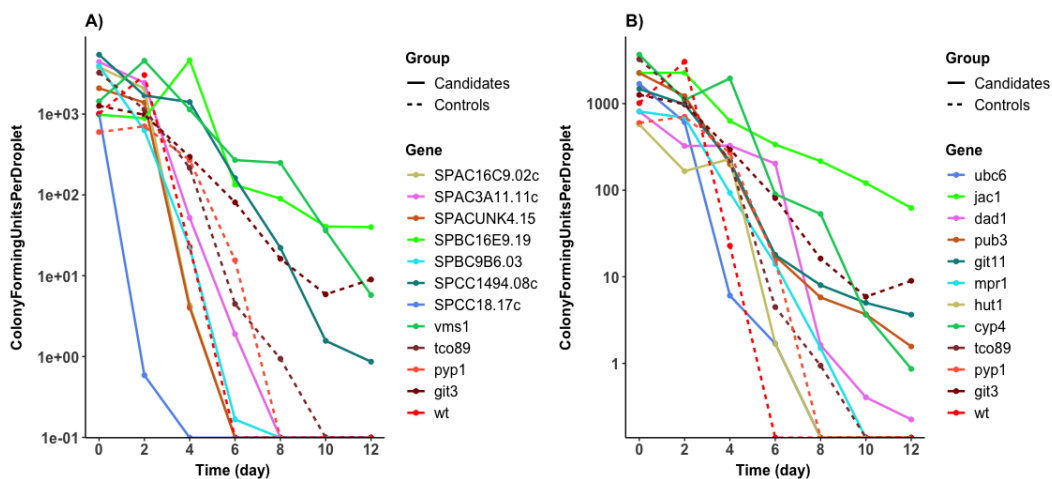 A)
ColonyFormingUnitsPerDroplet
1e+03
1e+02
1e+01
1e+00
1e-01
0 2 4 6 8 10 12
Time (day)
Group
Candidates
Controls
Gene
SPAC16C9.02c
SPAC3A11.11c
SPACUNK4.15
SPBC16E9.19
SPBC9B6.03
SPCC1494.08c
SPCC18.17c
vms1
tco89
pyp1
git3
wt
B)
ColonyFormingUnitsPerDroplet
1000
100
10
1
0 2 4 6 8 10 12
Time (day)
Group
Candidates
Controls
Gene
ubc6
jac1
dad1
pub3
git11
mpr1
hut1
cyp4
tco89
pyp1
git3
wt